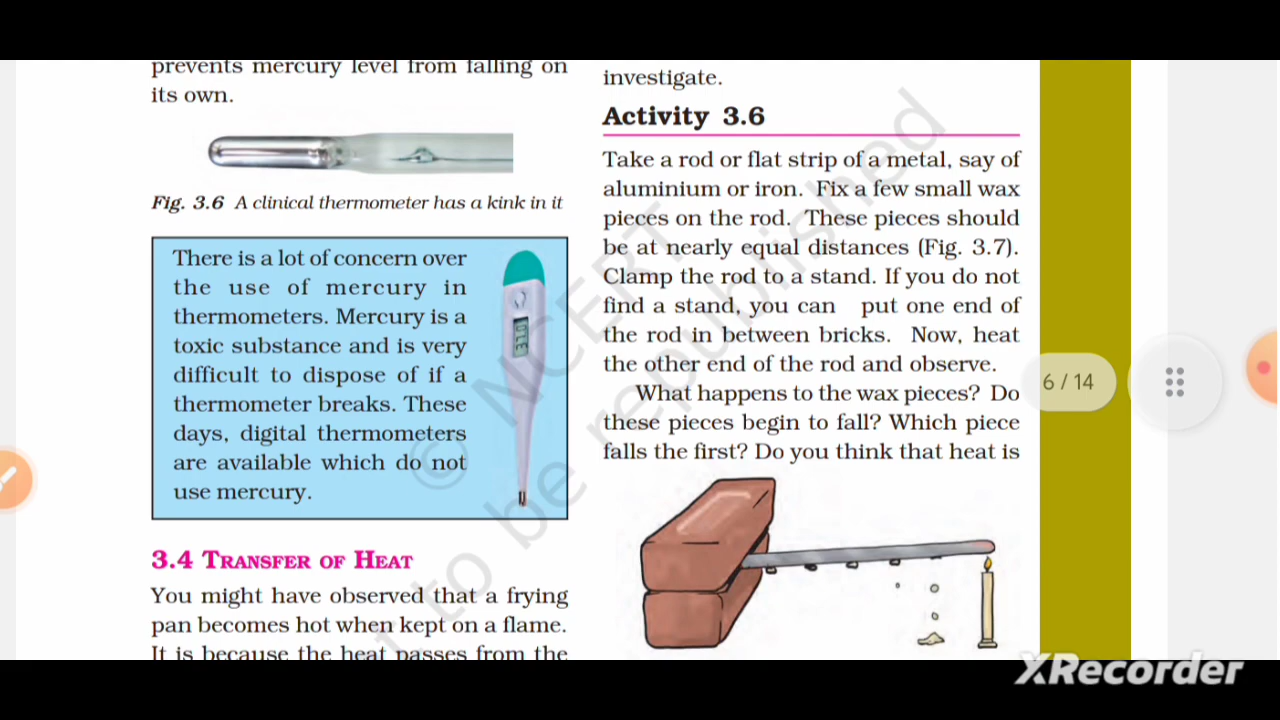 prevents mercury level from falling on
its own.
Fig. 3.6 A clinical thermometer has a kink in it
There is a lot of concern over
the use of mercury in
thermometers. Mercury is a
toxic substance and is very
difficult to dispose of if a
thermometer breaks. These
days, digital thermometers
are available which do not
use mercury.
3.4 TRANSFER OF HEAT
You might have observed that a frying
pan becomes hot when kept on a flame.
It is because the heat passes from the
investigate.
Activity 3.6
Take a rod or flat strip of a metal, say of
aluminium or iron. Fix a few small wax
pieces on the rod. These pieces should
be at nearly equal distances (Fig. 3.7).
Clamp the rod to a stand. If you do not
find a stand, you can put one end of
the rod in between bricks. Now, heat
the other end of the rod and observe.
What happens to the wax pieces? Do
these pieces begin to fall? Which piece
falls the first? Do you think that heat is
6 / 14
© NCERT
to be republished
XRecorder